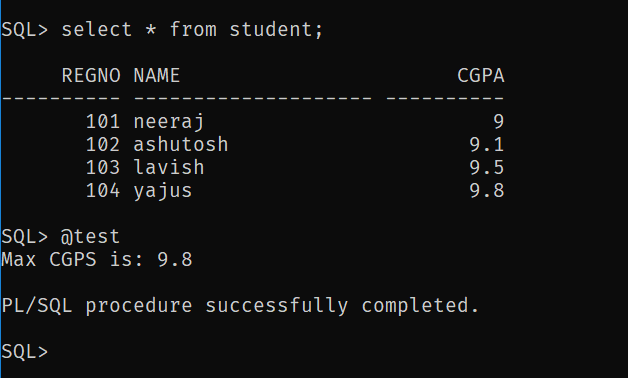 SQL> select * from student;
     REGNO NAME                       CGPA
---------- -------------------- ----------
       101 neeraj                        9
       102 ashutosh                    9.1
       103 lavish                      9.5
       104 yajus                       9.8
SQL> @test
Max CGPS is: 9.8
PL/SQL procedure successfully completed.
SQL>